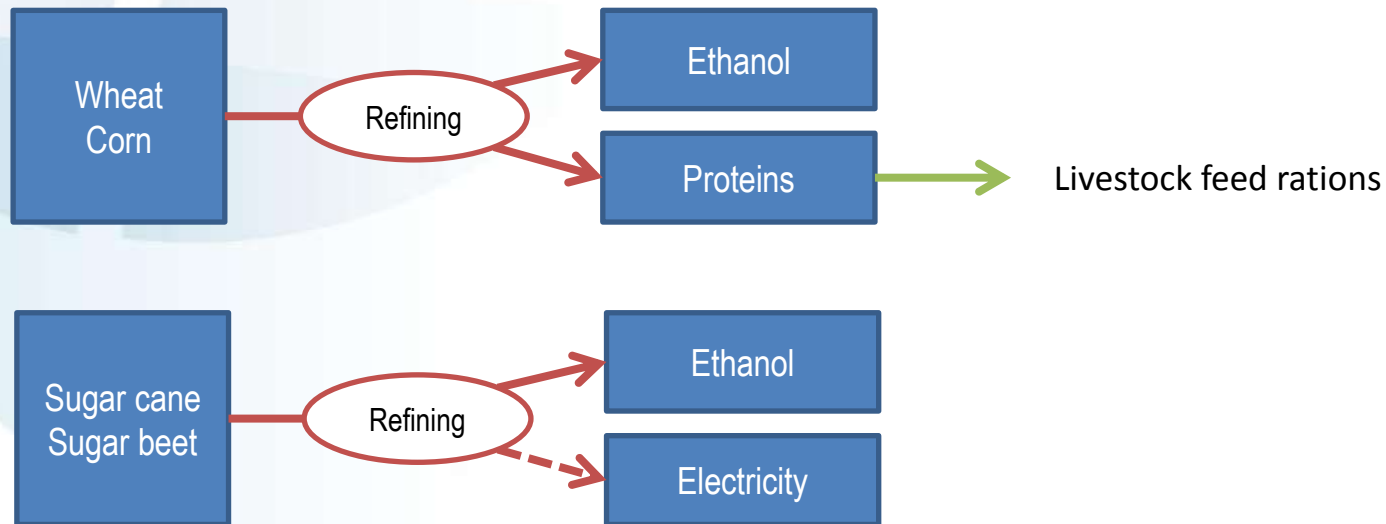 Wheat
Corn
Refining
Ethanol
Proteins
Livestock feed rations
Sugar cane
Sugar beet
Refining
Ethanol
Electricity